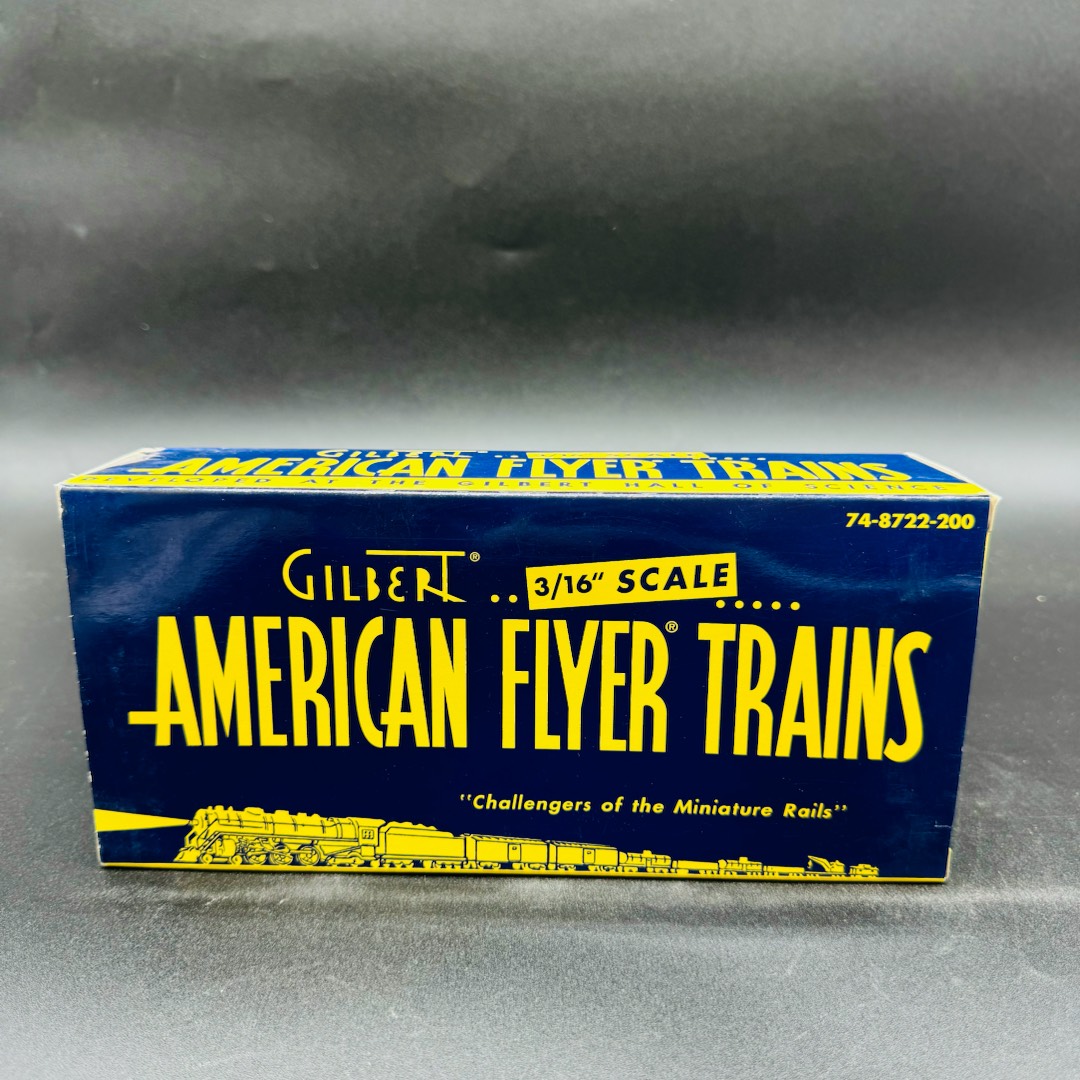 GILBERT
AMERICAN FLYER TRAINS
DEVELOPED AT THE GILBERT HALL OF SCIENCE
74-8722-200
GILBERT® .. 3/16" SCALE .....
AMERICAN FLYER® TRAINS
"Challengers of the Miniature Rails"